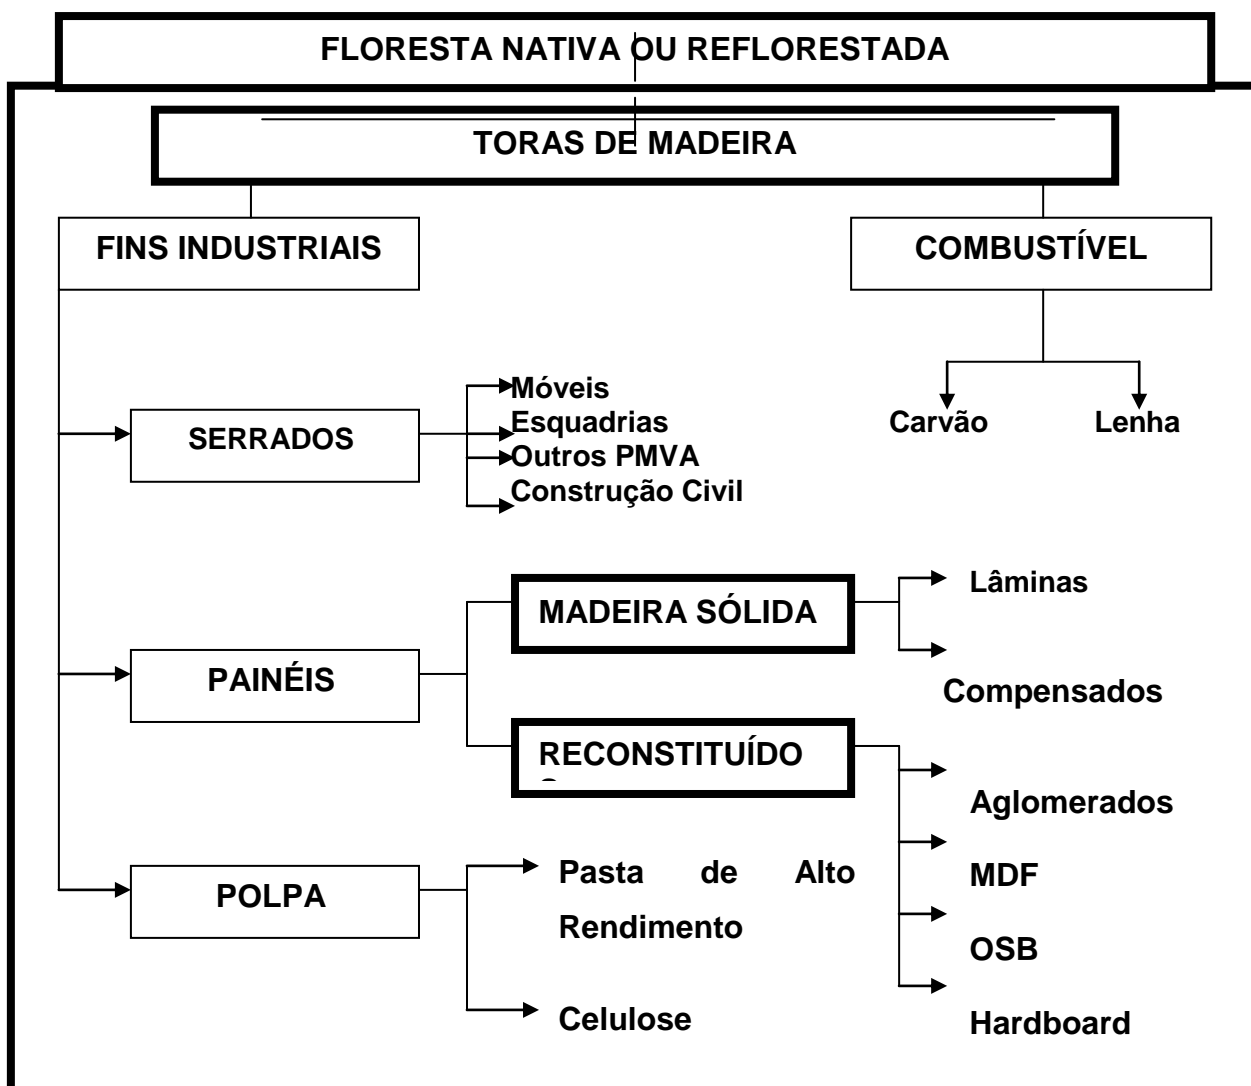 FLORESTA NATIVA OU REFLORESTADA
TORAS DE MADEIRA
FINS INDUSTRIAIS
COMBUSTÍVEL
Carvão
Lenha
SERRADOS
Móveis
Esquadrias
Outros PMVA
Construção Civil
PAINÉIS
MADEIRA SÓLIDA
Lâminas
Compensados
RECONSTITUÍDO
Aglomerados
MDF
OSB
Hardboard
POLPA
Pasta de Alto
Rendimento
Celulose